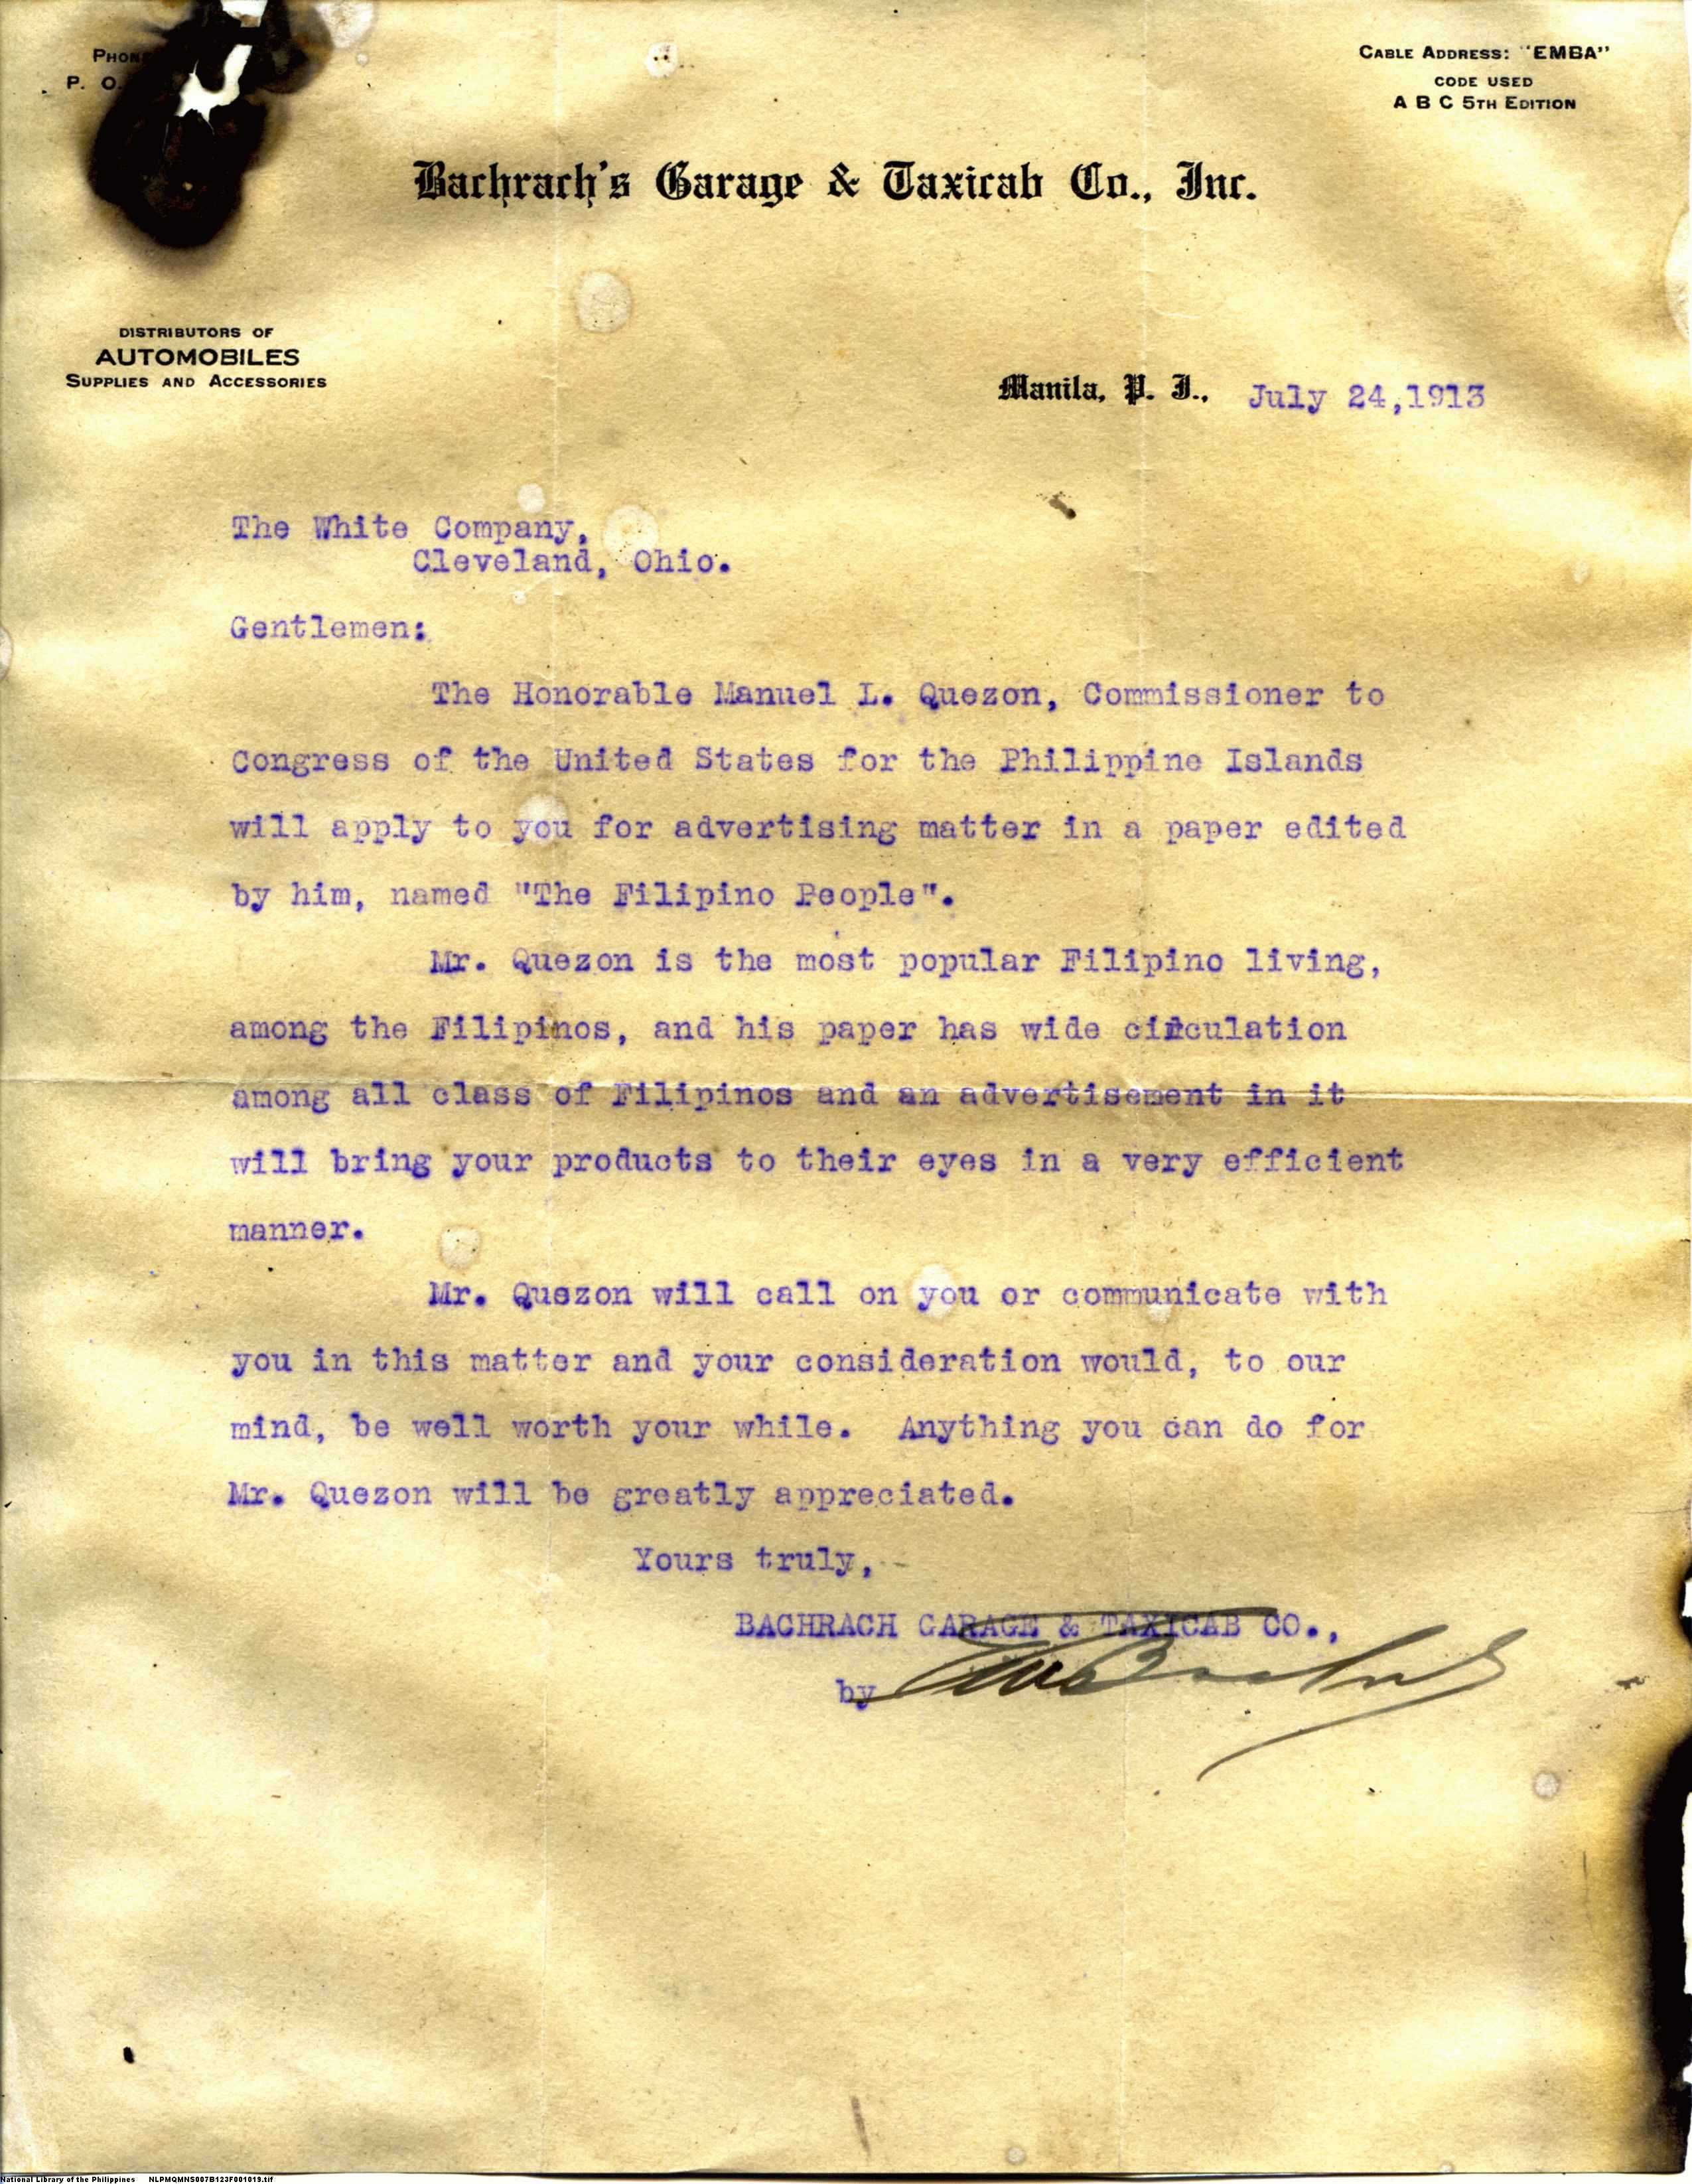 PHON
P. O.
CABLE ADDRESS: "EMBA"
CODE USED
A B C 5TH EDITION
Bachrach's Garage & Taxicab Co., Inc.
DISTRIBUTORS OF
AUTOMOBILES
SUPPLIES AND ACCESSORIES
Manila, P. I., July 24,1913
The White Company,
Cleveland, Ohio.
Gentlemen:
The Honorable Manuel L. Quezon, Commissioner to
Congress of the United States for the Philippine Islands
will apply to you for advertising matter in a paper edited
by him, named "The Filipino People".
Mr. Quezon is the most popular Filipino living,
among the Filipinos, and his paper has wide circulation
among all class of Filipinos and an advertisement in it
will bring your products to their eyes in a very efficient
manner.
Mr. Quezon will call on you or communicate with
you in this matter and your consideration would, to our
mind, be well worth your while. Anything you can do for
Mr. Quezon will be greatly appreciated.
Yours truly,
BACHRACH GARAGE & TAXICAB CO.,
by
National Library of the Philippines NLPMQMNS007B123F001019.tif